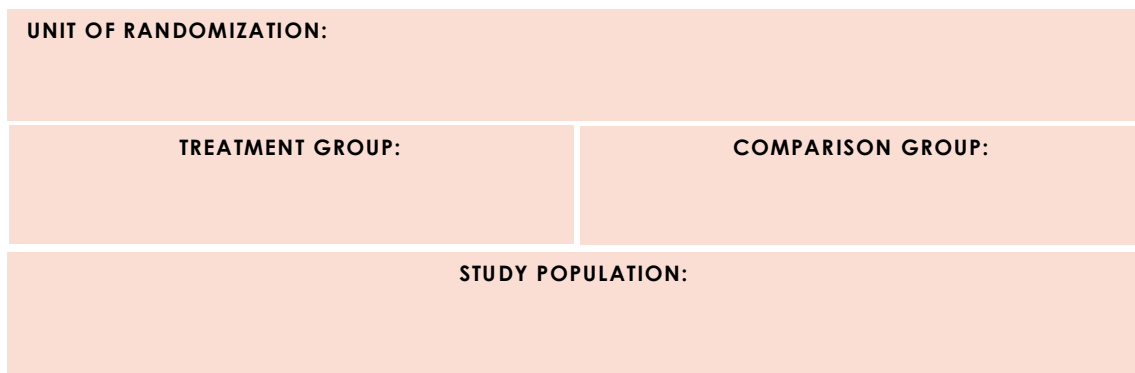 UNIT OF RANDOMIZATION:
TREATMENT GROUP:
COMPARISON GROUP:
STUDY POPULATION: